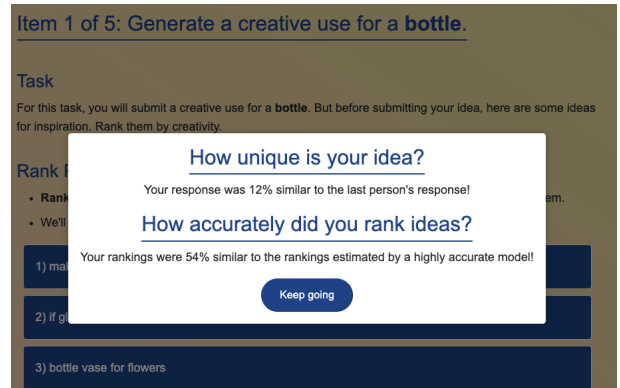 Item 1 of 5: Generate a creative use for a bottle.
Task
For this task, you will submit a creative use for a bottle. But before submitting your idea, here are some ideas
for inspiration. Rank them by creativity.
How unique is your idea?
Rank
Your response was 12% similar to the last person's response!
Rank
em.
How accurately did you rank ideas?
We'll
Your rankings were 54% similar to the rankings estimated by a highly accurate model!
1)
Keep going
2) if
3) bottle vase for flowers